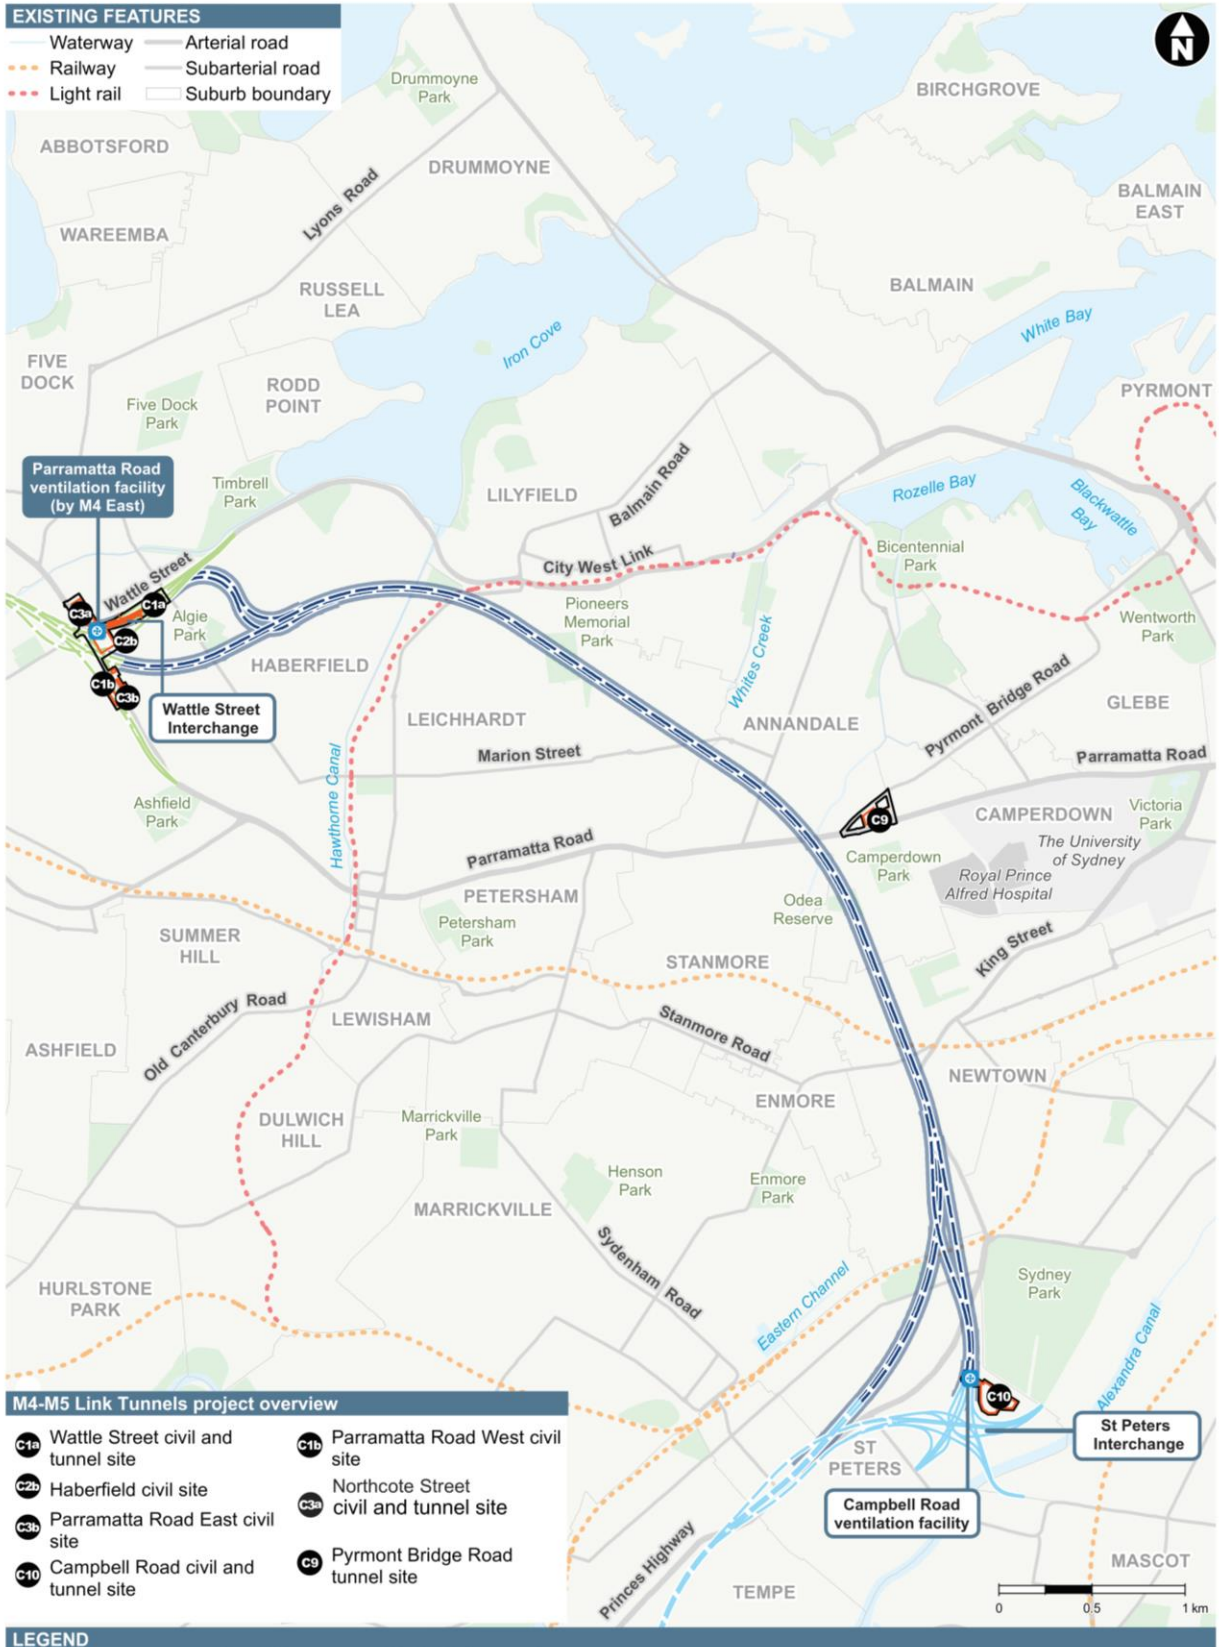 EXISTING FEATURES
Waterway
Arterial road
Railway
Subarterial road
Light rail
Suburb boundary
N
Drummoyne
Park
BIRCHGROVE
ABBOTSFORD
DRUMMOYNE
BALMAIN
EAST
Lyons Road
WAREEMBA
RUSSELL
LEA
BALMAIN
Iron Cove
White Bay
FIVE
DOCK
RODD
POINT
PYRMONT
Five Dock
Park
Parramatta Road
ventilation facility
(by M4 East)
Timbrell
Park
LILYFIELD
Balmain Road
Rozelle Bay
Blackwattle
Bay
City West Link
Bicentennial
Park
Wattle Street
C3a
C1a
C2b
C1b
C3b
Algie
Park
Pioneers
Memorial
Park
Whites Creek
Wentworth
Park
HABERFIELD
Wattle Street
Interchange
LEICHHARDT
ANNANDALE
Pyrmont Bridge Road
GLEBE
Marion Street
Parramatta Road
Hawthorne Canal
Ashfield
Park
C9
CAMPERDOWN
Victoria
Park
The University
of Sydney
Parramatta Road
Camperdown
Park
Royal Prince
Alfred Hospital
PETERSHAM
Odea
Reserve
Petersham
Park
SUMMER
HILL
King Street
STANMORE
Old Canterbury Road
LEWISHAM
Stanmore Road
ASHFIELD
NEWTOWN
ENMORE
DULWICH
HILL
Marrickville
Park
Henson
Park
Enmore
Park
MARRICKVILLE
Sydenham Road
Eastern Channel
Sydney
Park
HURLSTONE
PARK
Alexandra Canal
C10
St Peters
Interchange
ST
PETERS
Campbell Road
ventilation facility
Princes Highway
TEMPE
MASCOT
0 0.5 1 km
M4-M5 Link Tunnels project overview
C1a Wattle Street civil and
tunnel site
C2b Haberfield civil site
C3b Parramatta Road East civil
site
C10 Campbell Road civil and
tunnel site
C1b Parramatta Road West civil
site
C3a Northcote Street
civil and tunnel site
C9 Pyrmont Bridge Road
tunnel site
LEGEND